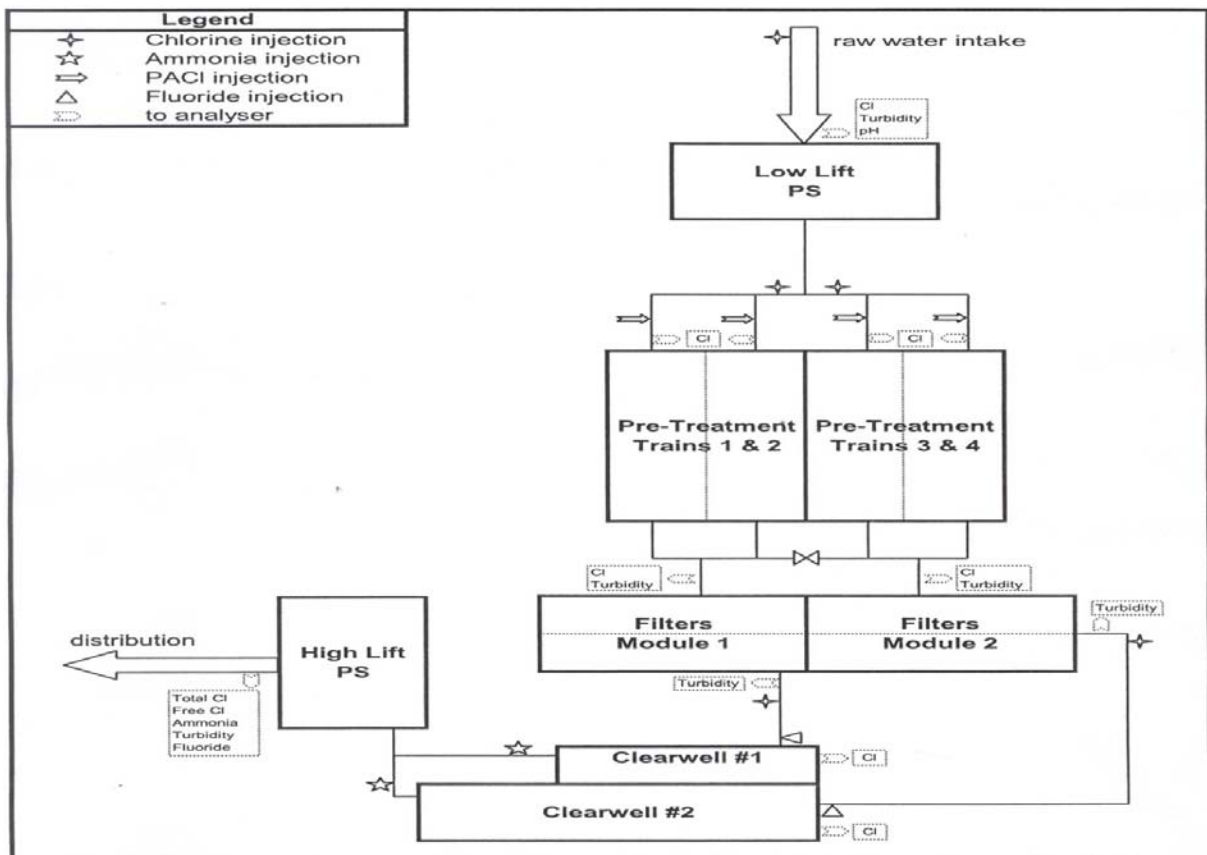 Legend
Chlorine injection
Ammonia injection
PACl injection
Fluoride injection
to analyser
raw water intake
Cl
Turbidity
pH
Low Lift
PS
Cl
Cl
Pre-Treatment
Trains 1 & 2
Pre-Treatment
Trains 3 & 4
Cl
Turbidity
Cl
Turbidity
Turbidity
Filters
Module 1
Filters
Module 2
distribution
High Lift
PS
Turbidity
Total Cl
Free Cl
Ammonia
Turbidity
Fluoride
Clearwell #1
Cl
Clearwell #2
Cl